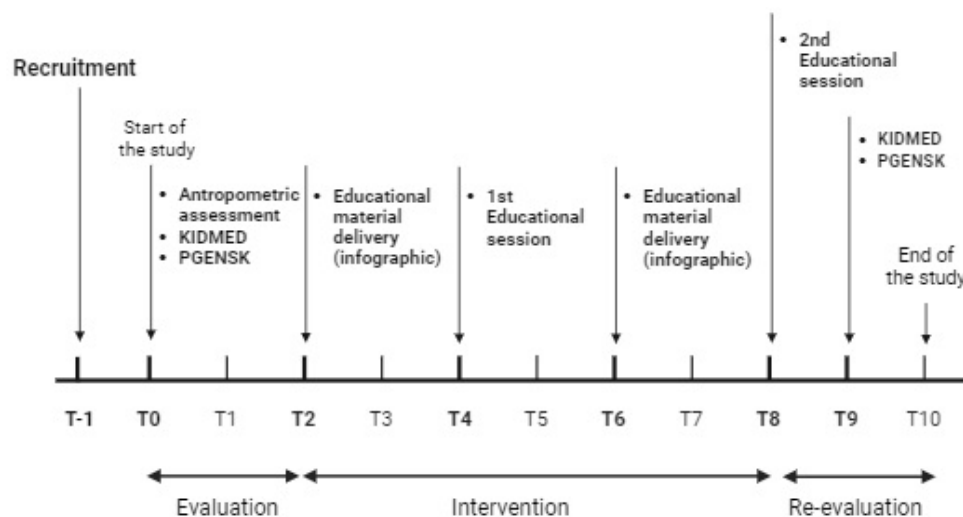 Recruitment
Start of
the study
• Antropometric
assessment
• KIDMED
• PGENSK
• Educational
material
delivery
(infographic)
• 1st
Educational
session
• Educational
material
delivery
(infographic)
• 2nd
Educational
session
• KIDMED
• PGENSK
End of
the study
T-1 T0 T1 T2 T3 T4 T5 T6 T7 T8 T9 T10
Evaluation Intervention Re-evaluation